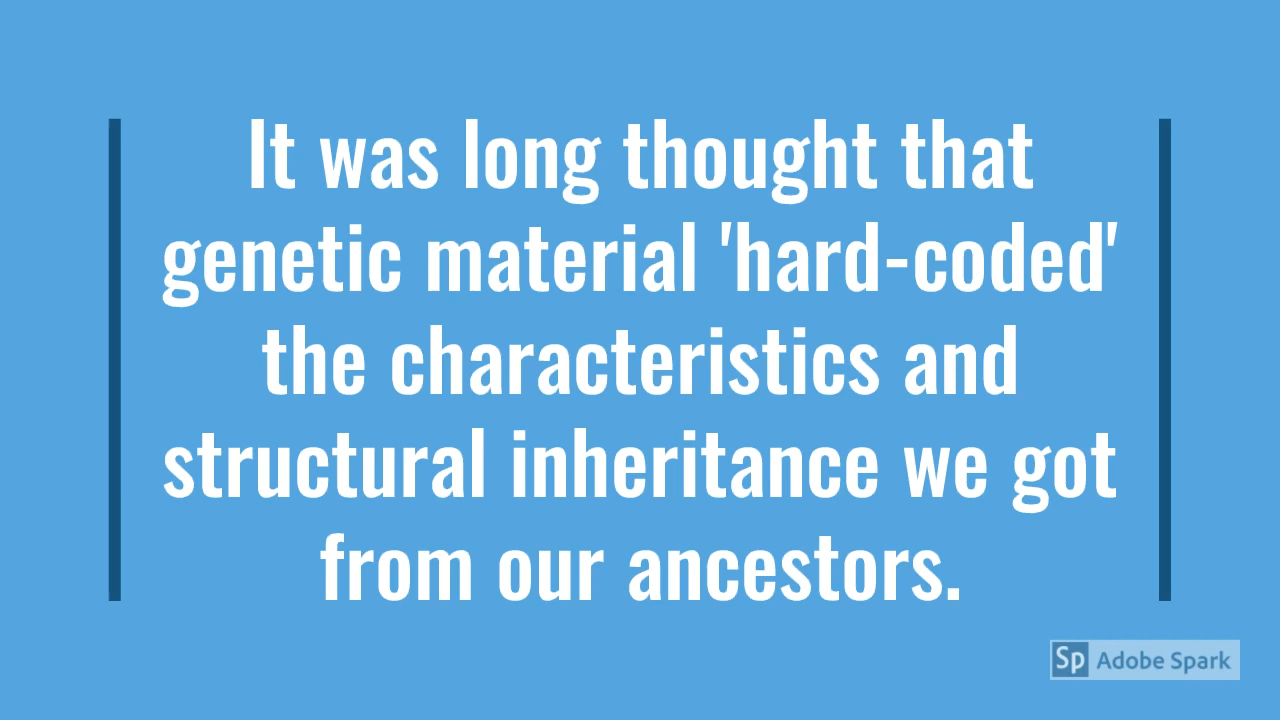 It was long thought that
genetic material 'hard-coded'
the characteristics and
structural inheritance we got
from our ancestors.
Sp Adobe Spark